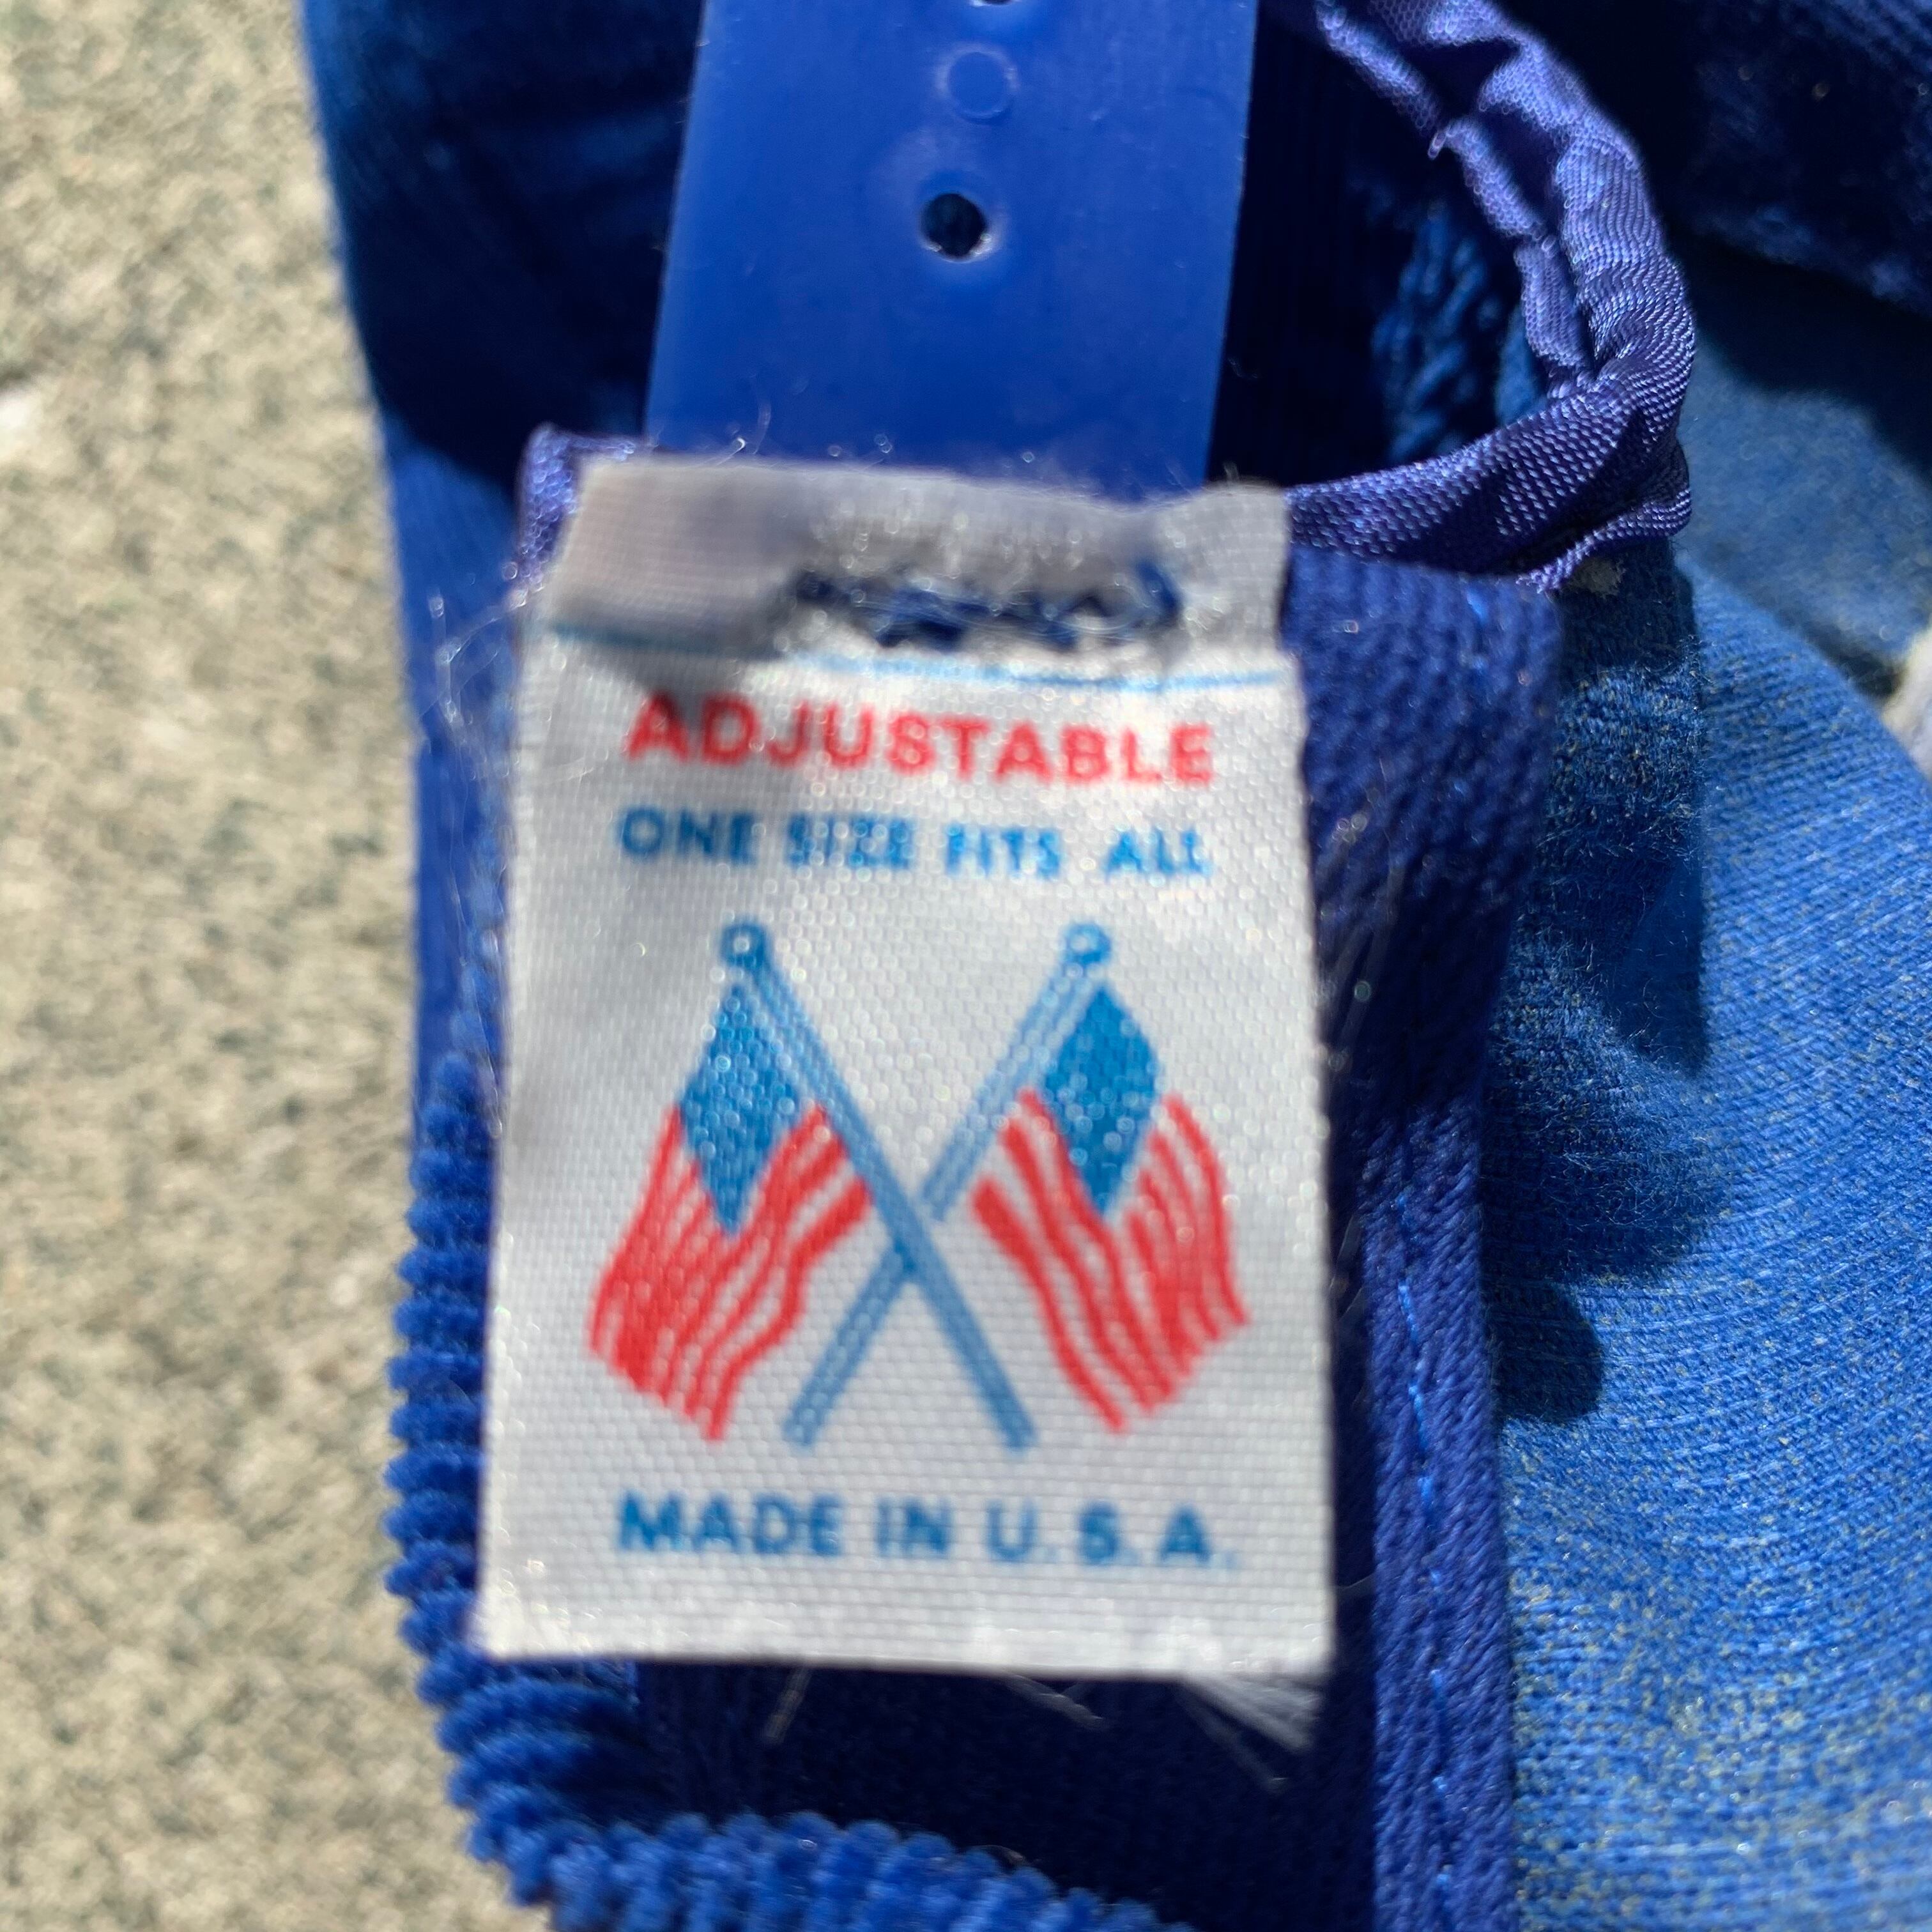 ADJUSTABLE
ONE SIZE FITS ALL
MADE IN U.S.A.